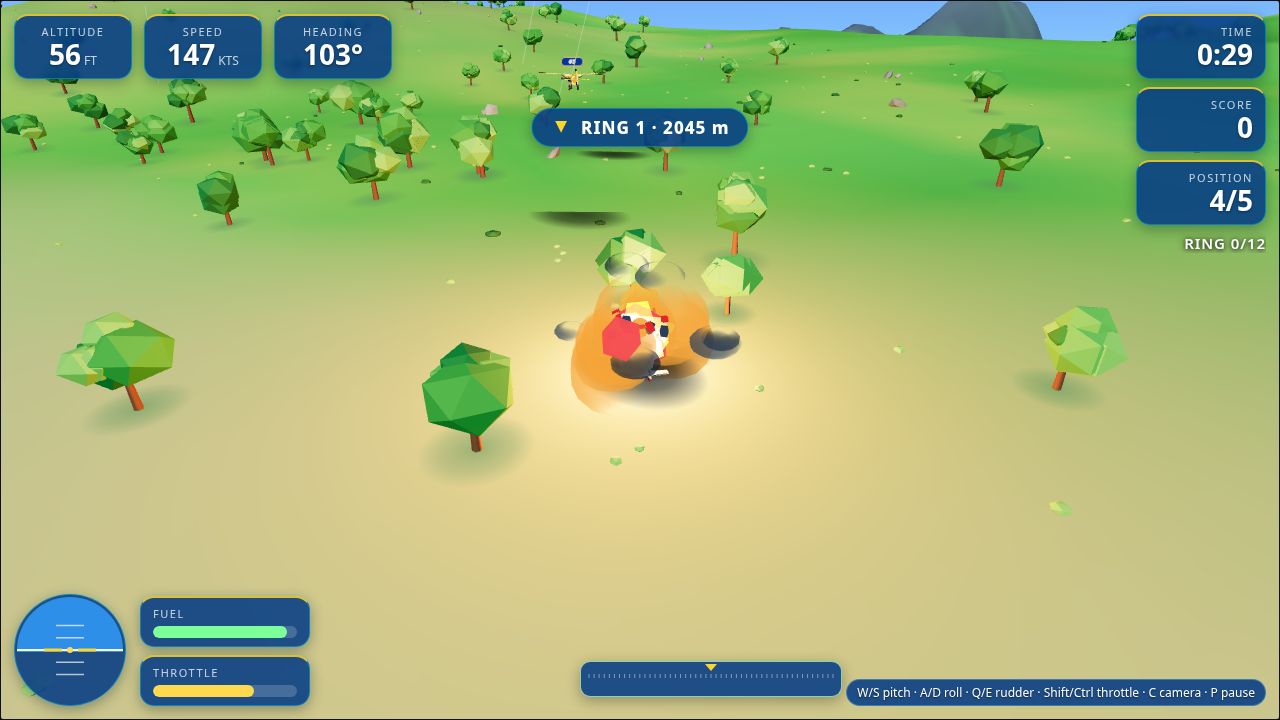 ALTITUDE
56 FT
SPEED
147 KTS
HEADING
103°
TIME
0:29
SCORE
0
POSITION
4/5
RING 0/12
RING 1 · 2045 m
FUEL
THROTTLE
W/S pitch · A/D roll · Q/E rudder · Shift/Ctrl throttle · C camera · P pause